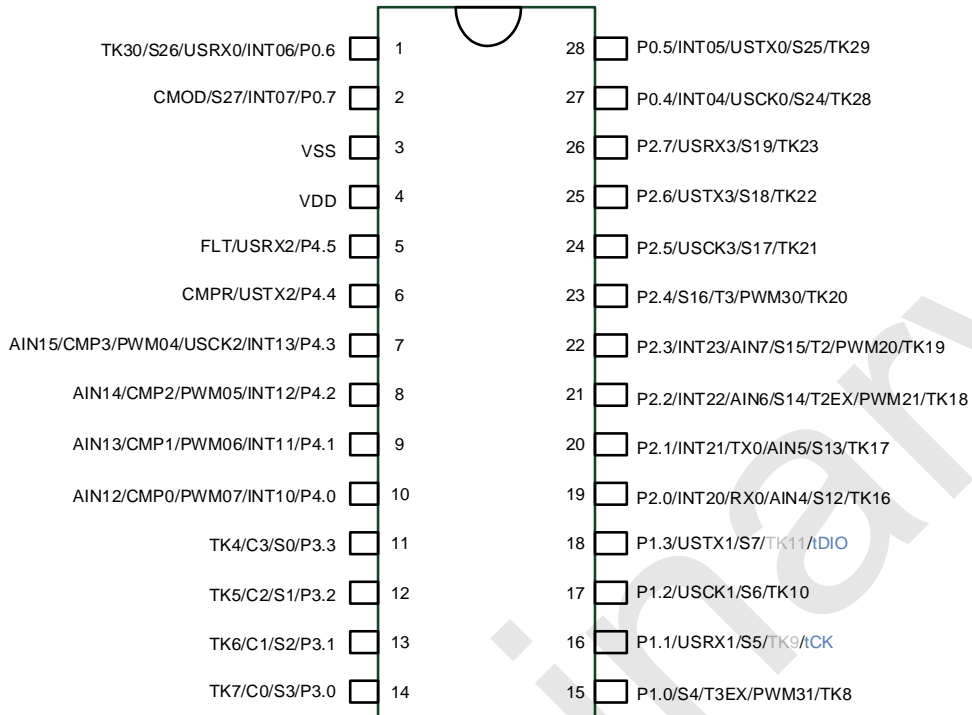 TK30/S26/USRX0/INT06/P0.6 1 28 P0.5/INT05/USTX0/S25/TK29
CMOD/S27/INT07/P0.7 2 27 P0.4/INT04/USCK0/S24/TK28
VSS 3 26 P2.7/USRX3/S19/TK23
VDD 4 25 P2.6/USTX3/S18/TK22
FLT/USRX2/P4.5 5 24 P2.5/USCK3/S17/TK21
CMPR/USTX2/P4.4 6 23 P2.4/S16/T3/PWM30/TK20
AIN15/CMP3/PWM04/USCK2/INT13/P4.3 7 22 P2.3/INT23/AIN7/S15/T2/PWM20/TK19
AIN14/CMP2/PWM05/INT12/P4.2 8 21 P2.2/INT22/AIN6/S14/T2EX/PWM21/TK18
AIN13/CMP1/PWM06/INT11/P4.1 9 20 P2.1/INT21/TX0/AIN5/S13/TK17
AIN12/CMP0/PWM07/INT10/P4.0 10 19 P2.0/INT20/RX0/AIN4/S12/TK16
TK4/C3/S0/P3.3 11 18 P1.3/USTX1/S7/TK11/tDIO
TK5/C2/S1/P3.2 12 17 P1.2/USCK1/S6/TK10
TK6/C1/S2/P3.1 13 16 P1.1/USRX1/S5/TK9/tCK
TK7/C0/S3/P3.0 14 15 P1.0/S4/T3EX/PWM31/TK8